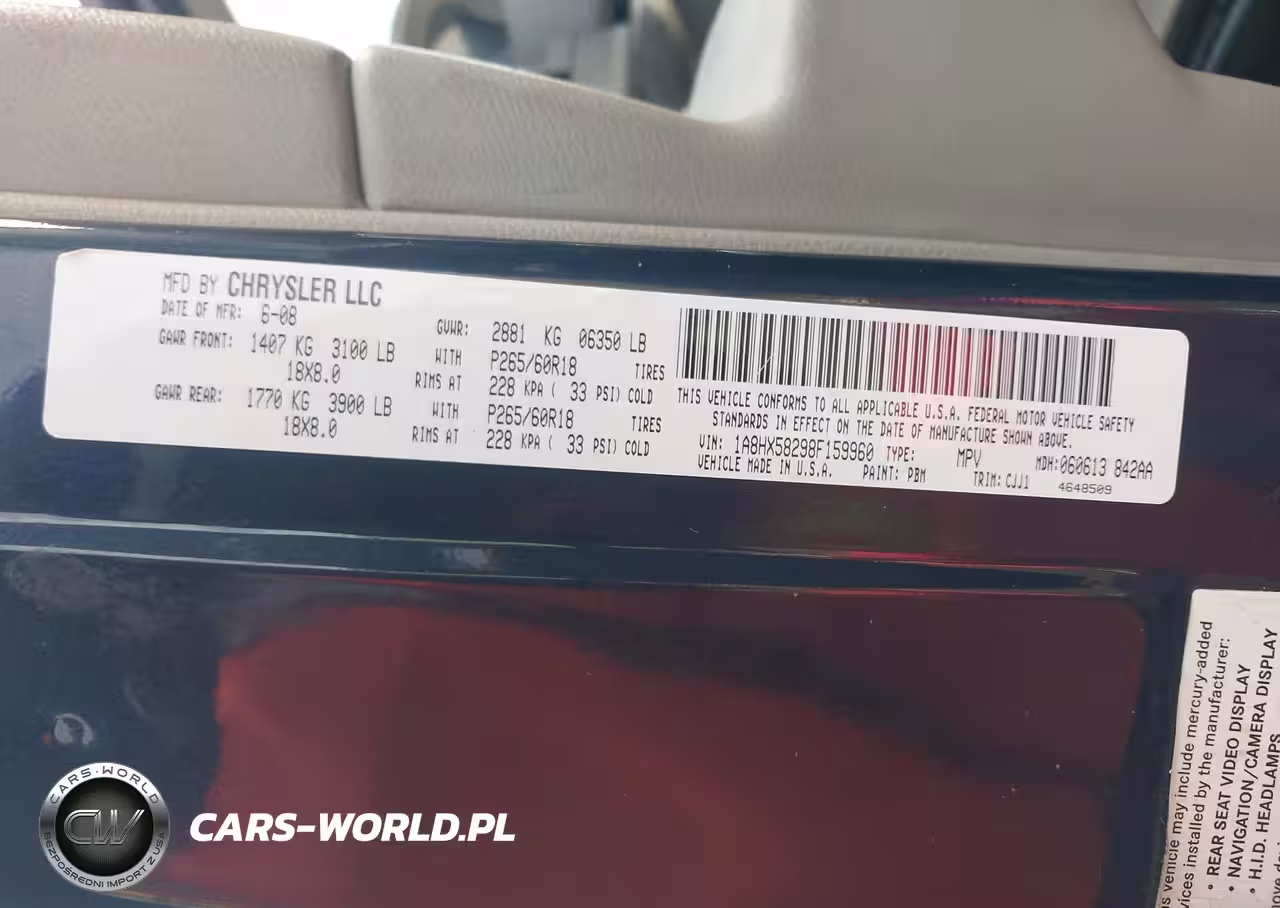 MFD BY CHRYSLER LLC
DATE OF MFR: 6-08
GVWR: 2881 KG 06350 LB
GAWR FRONT: 1407 KG 3100 LB WITH P265/60R18 TIRES
18X8.0 RIMS AT 228 KPA ( 33 PSI) COLD
GAWR REAR: 1770 KG 3900 LB WITH P265/60R18 TIRES
18X8.0 RIMS AT 228 KPA ( 33 PSI) COLD
THIS VEHICLE CONFORMS TO ALL APPLICABLE U.S.A. FEDERAL MOTOR VEHICLE SAFETY
STANDARDS IN EFFECT ON THE DATE OF MANUFACTURE SHOWN ABOVE.
VIN: 1A8HX58298F159960 TYPE: MPV MDH:060613 842AA
VEHICLE MADE IN U.S.A. PAINT: PBM TRIM: CJJ1 4648509
vehicle may include mercury-added
installed by the manufacturer:
• REAR SEAT VIDEO DISPLAY
• NAVIGATION/CAMERA DISPLAY
• H.I.D. HEADLAMPS
CARS-WORLD
CW
BEZPOŚREDNI IMPORT Z USA
CARS-WORLD.PL